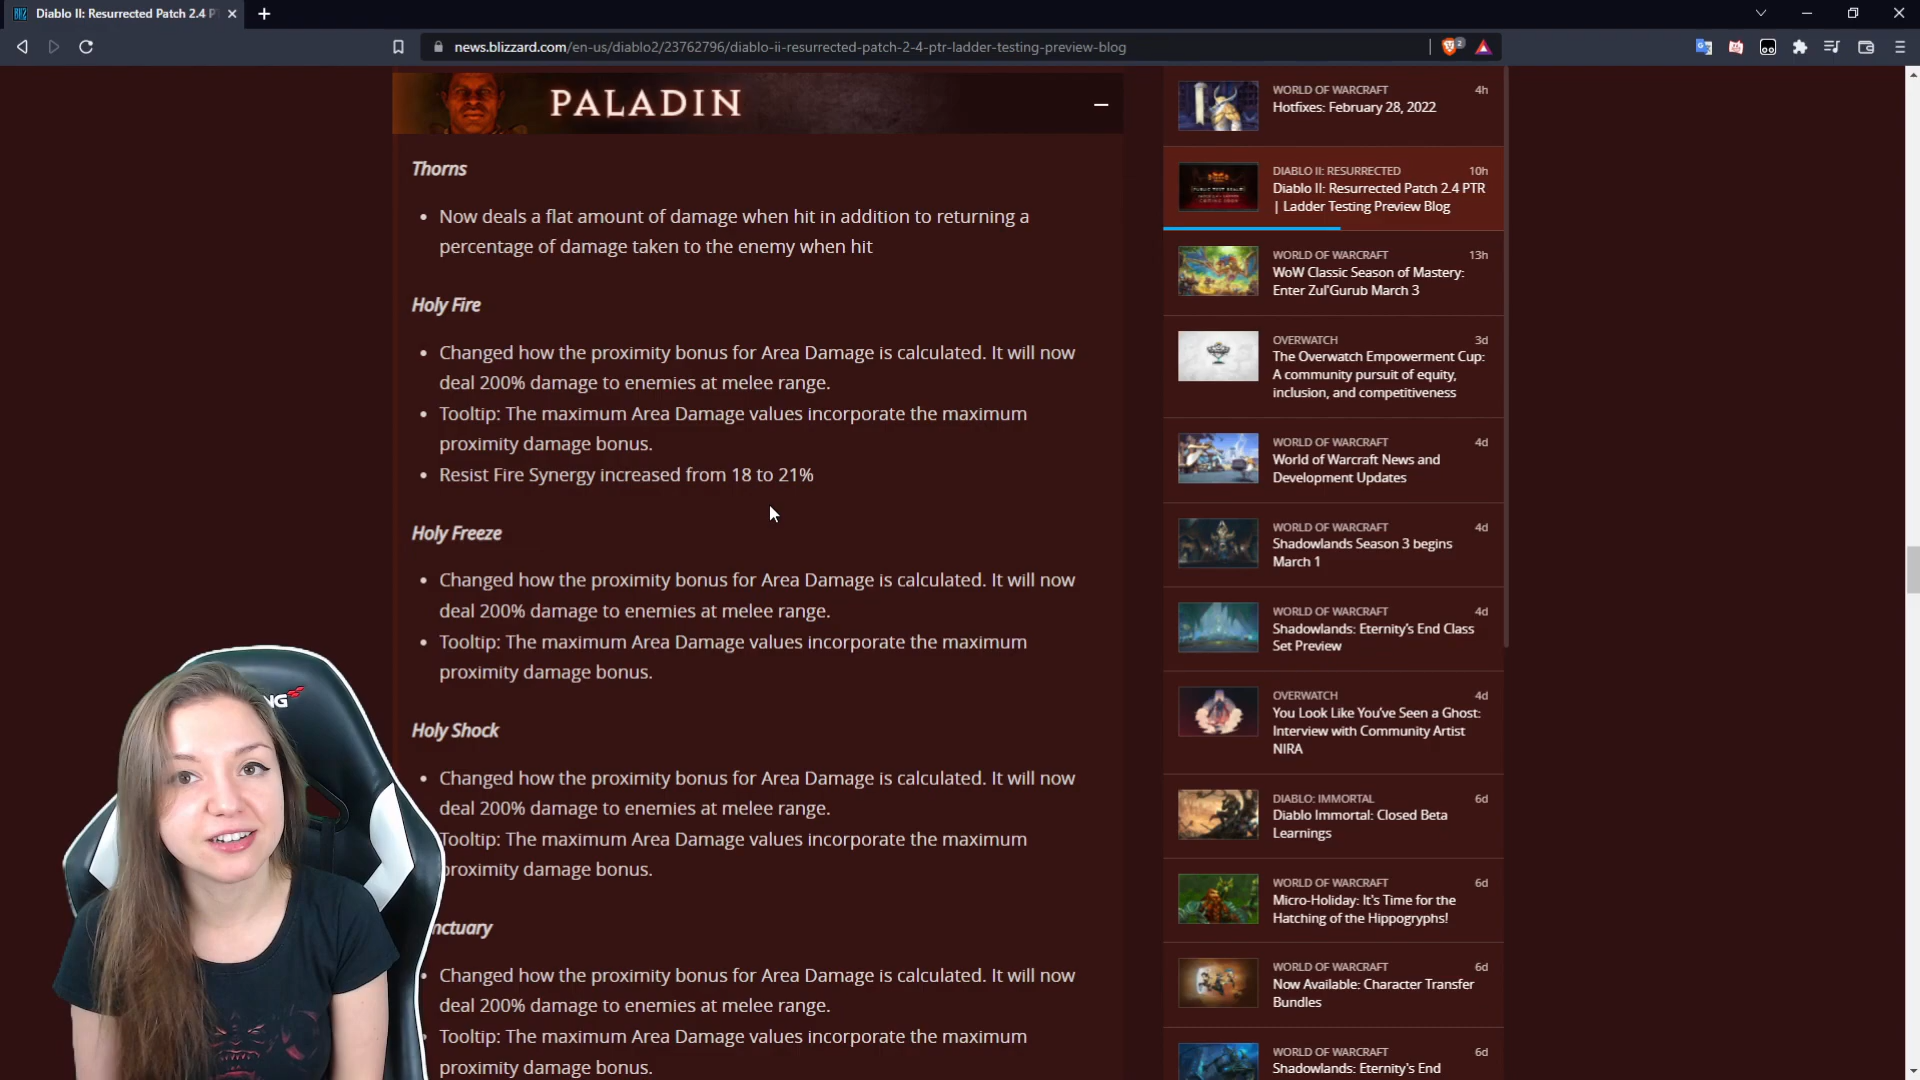 Diablo II: Resurrected Patch 2.4 P
news.blizzard.com/en-us/diablo2/23762796/diablo-ii-resurrected-patch-2-4-ptr-ladder-testing-preview-blog
2
PALADIN
Thorns
• Now deals a flat amount of damage when hit in addition to returning a
percentage of damage taken to the enemy when hit
Holy Fire
• Changed how the proximity bonus for Area Damage is calculated. It will now
deal 200% damage to enemies at melee range.
• Tooltip: The maximum Area Damage values incorporate the maximum
proximity damage bonus.
• Resist Fire Synergy increased from 18 to 21%
Holy Freeze
• Changed how the proximity bonus for Area Damage is calculated. It will now
deal 200% damage to enemies at melee range.
• Tooltip: The maximum Area Damage values incorporate the maximum
proximity damage bonus.
Holy Shock
• Changed how the proximity bonus for Area Damage is calculated. It will now
deal 200% damage to enemies at melee range.
Tooltip: The maximum Area Damage values incorporate the maximum
proximity damage bonus.
nctuary
• Changed how the proximity bonus for Area Damage is calculated. It will now
deal 200% damage to enemies at melee range.
• Tooltip: The maximum Area Damage values incorporate the maximum
proximity damage bonus.
WORLD OF WARCRAFT 4h
Hotfixes: February 28, 2022
DIABLO II: RESURRECTED 10h
Diablo II: Resurrected Patch 2.4 PTR
| Ladder Testing Preview Blog
WORLD OF WARCRAFT 13h
WoW Classic Season of Mastery:
Enter Zul'Gurub March 3
OVERWATCH 3d
The Overwatch Empowerment Cup:
A community pursuit of equity,
inclusion, and competitiveness
WORLD OF WARCRAFT 4d
World of Warcraft News and
Development Updates
WORLD OF WARCRAFT 4d
Shadowlands Season 3 begins
March 1
WORLD OF WARCRAFT 4d
Shadowlands: Eternity's End Class
Set Preview
OVERWATCH 4d
You Look Like You've Seen a Ghost:
Interview with Community Artist
NIRA
DIABLO: IMMORTAL 6d
Diablo Immortal: Closed Beta
Learnings
WORLD OF WARCRAFT 6d
Micro-Holiday: It's Time for the
Hatching of the Hippogryphs!
WORLD OF WARCRAFT 6d
Now Available: Character Transfer
Bundles
WORLD OF WARCRAFT 6d
Shadowlands: Eternity's End
NG